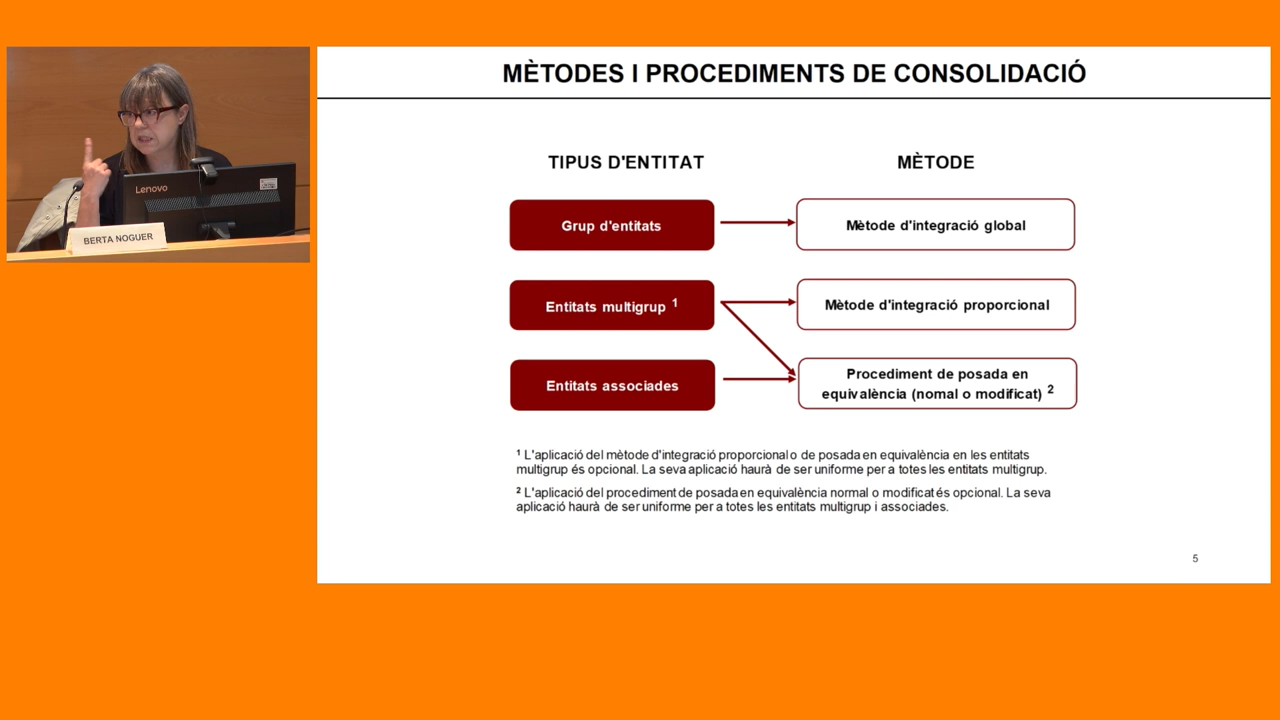 Lenovo
BERTA NOGUER
MÈTODES I PROCEDIMENTS DE CONSOLIDACIÓ
TIPUS D'ENTITAT
MÈTODE
Grup d'entitats
Mètode d'integració global
Entitats multigrup 1
Mètode d'integració proporcional
Entitats associades
Procediment de posada en
equivalència (nomal o modificat) 2
1 L'aplicació del mètode d'integració proporcional o de posada en equivalència en les entitats
multigrup és opcional. La seva aplicació haurà de ser uniforme per a totes les entitats multigrup.
2 L'aplicació del procediment de posada en equivalència normal o modificat és opcional. La seva
aplicació haurà de ser uniforme per a totes les entitats multigrup i associades.
5